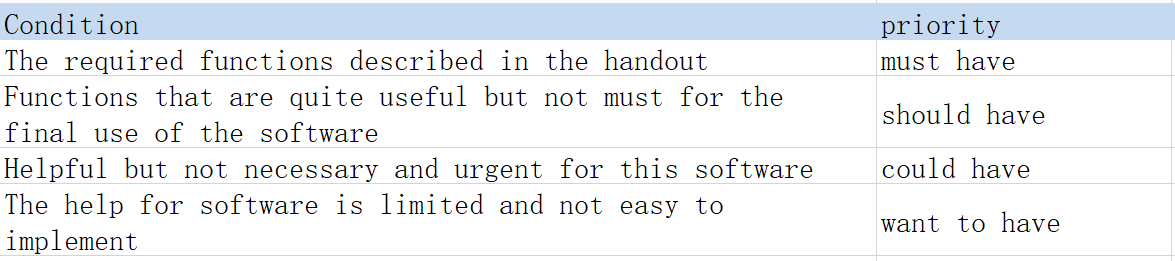 Condition priority
The required functions described in the handout must have
Functions that are quite useful but not must for the
final use of the software
should have
Helpful but not necessary and urgent for this software could have
The help for software is limited and not easy to
implement
want to have